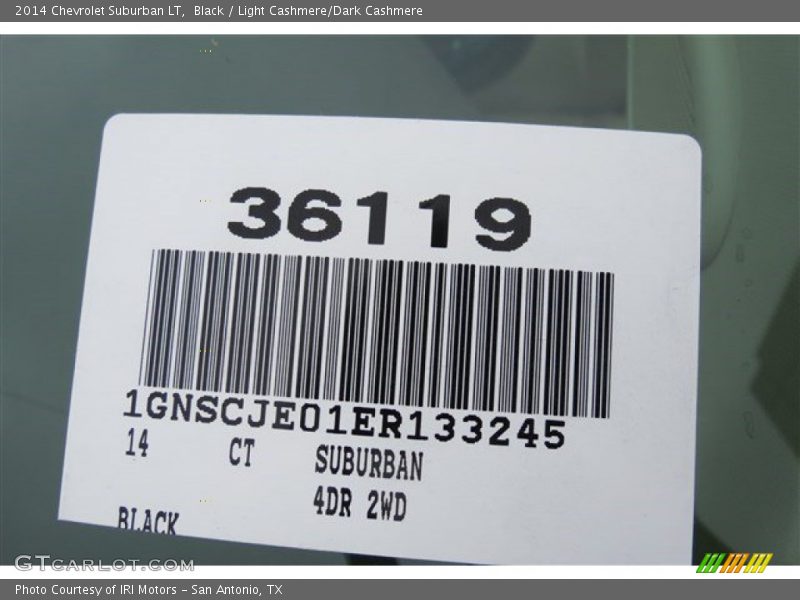 2014 Chevrolet Suburban LT, Black / Light Cashmere/Dark Cashmere
36119
1GNSCJE01ER133245
14 CT SUBURBAN
4DR 2WD
BLACK
GTcarlot.com
Photo Courtesy of IRI Motors - San Antonio, TX